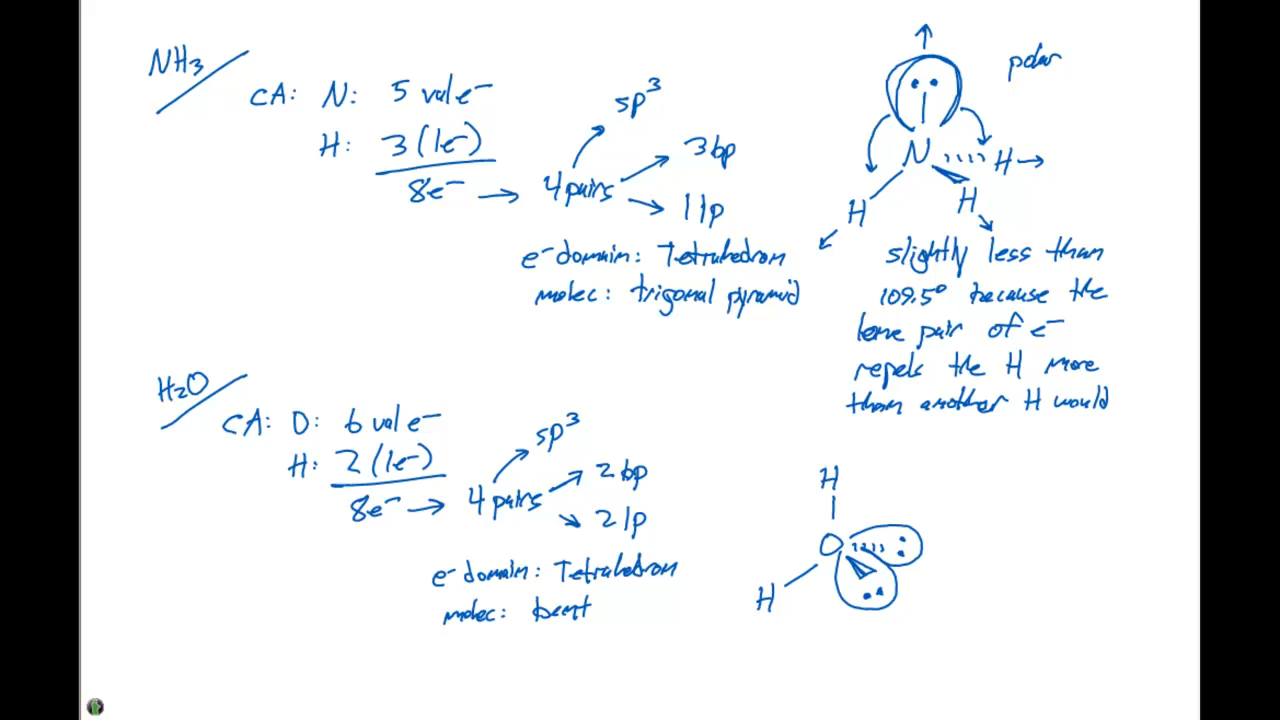 NH3
CA: N: 5 val e-
H: 3 (1e-)
8e- → 4 pairs
sp3
3 bp
1 lp
e- domain: Tetrahedron
molec: trigonal pyramid
polar
N H →
H
H
slightly less than
109.5° because the
lone pair of e-
repels the H more
than another H would
H2O
CA: O: 6 val e-
H: 2 (1e-)
8e- → 4 pairs
sp3
2 bp
2 lp
e- domain: Tetrahedron
molec: bent
H
O
H